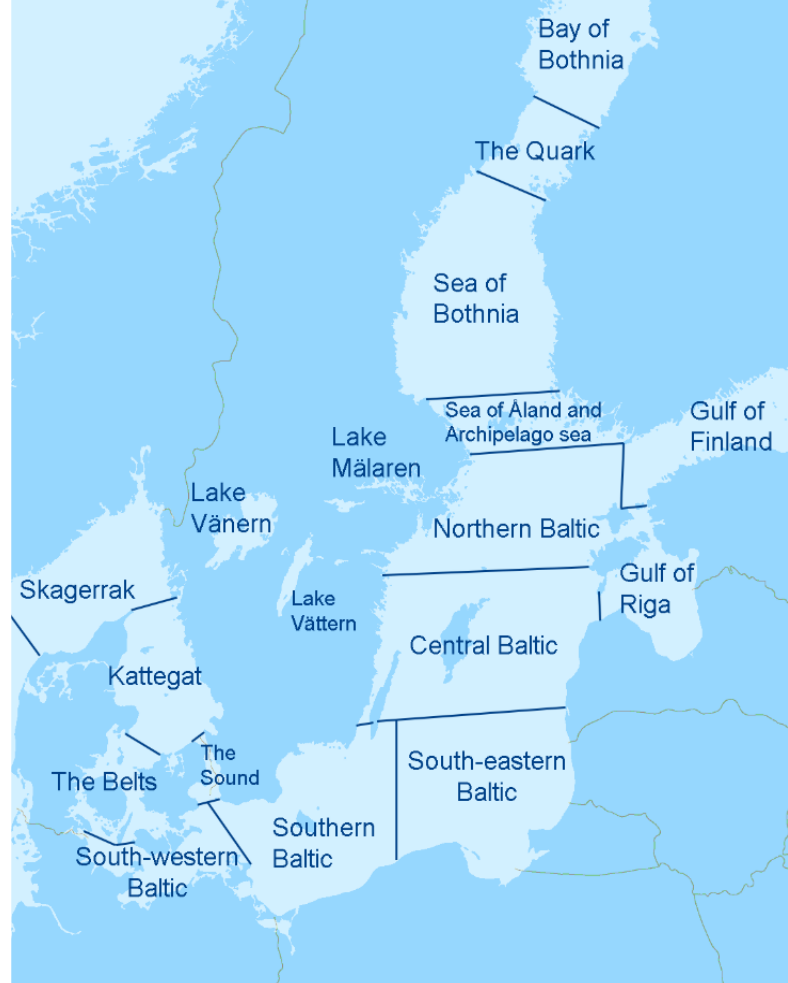 Bay of
Bothnia
The Quark
Sea of
Bothnia
Sea of Åland and
Archipelago sea
Gulf of
Finland
Lake
Mälaren
Lake
Vänern
Northern Baltic
Skagerrak
Lake
Vättern
Gulf of
Riga
Central Baltic
Kattegat
The Belts
The
Sound
South-eastern
Baltic
Southern
Baltic
South-western
Baltic